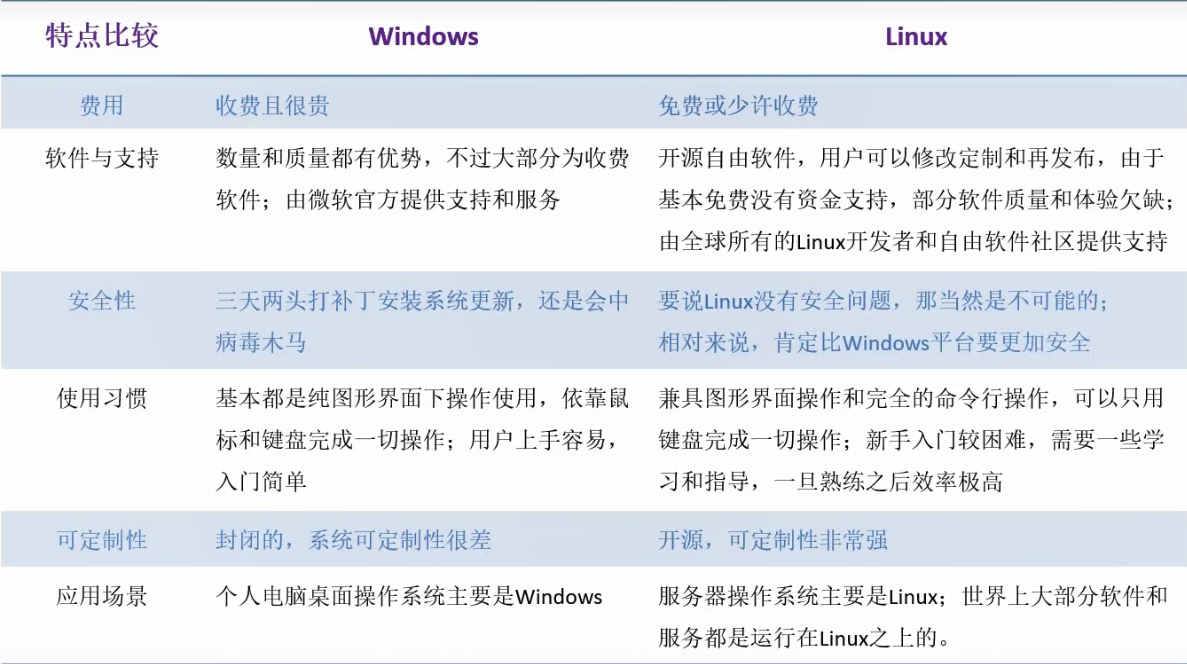 特点比较 Windows Linux
费用 收费且很贵 免费或少许收费
软件与支持 数量和质量都有优势，不过大部分为收费 开源自由软件，用户可以修改定制和再发布，由于
软件；由微软官方提供支持和服务 基本免费没有资金支持，部分软件质量和体验欠缺；
由全球所有的Linux开发者和自由软件社区提供支持
安全性 三天两头打补丁安装系统更新，还是会中 要说Linux没有安全问题，那当然是不可能的；
病毒木马 相对来说，肯定比Windows平台要更加安全
使用习惯 基本都是纯图形界面下操作使用，依靠鼠 兼具图形界面操作和完全的命令行操作，可以只用
标和键盘完成一切操作；用户上手容易， 键盘完成一切操作；新手入门较困难，需要一些学
入门简单 习和指导，一旦熟练之后效率极高
可定制性 封闭的，系统可定制性很差 开源，可定制性非常强
应用场景 个人电脑桌面操作系统主要是Windows 服务器操作系统主要是Linux；世界上大部分软件和
服务都是运行在Linux之上的。